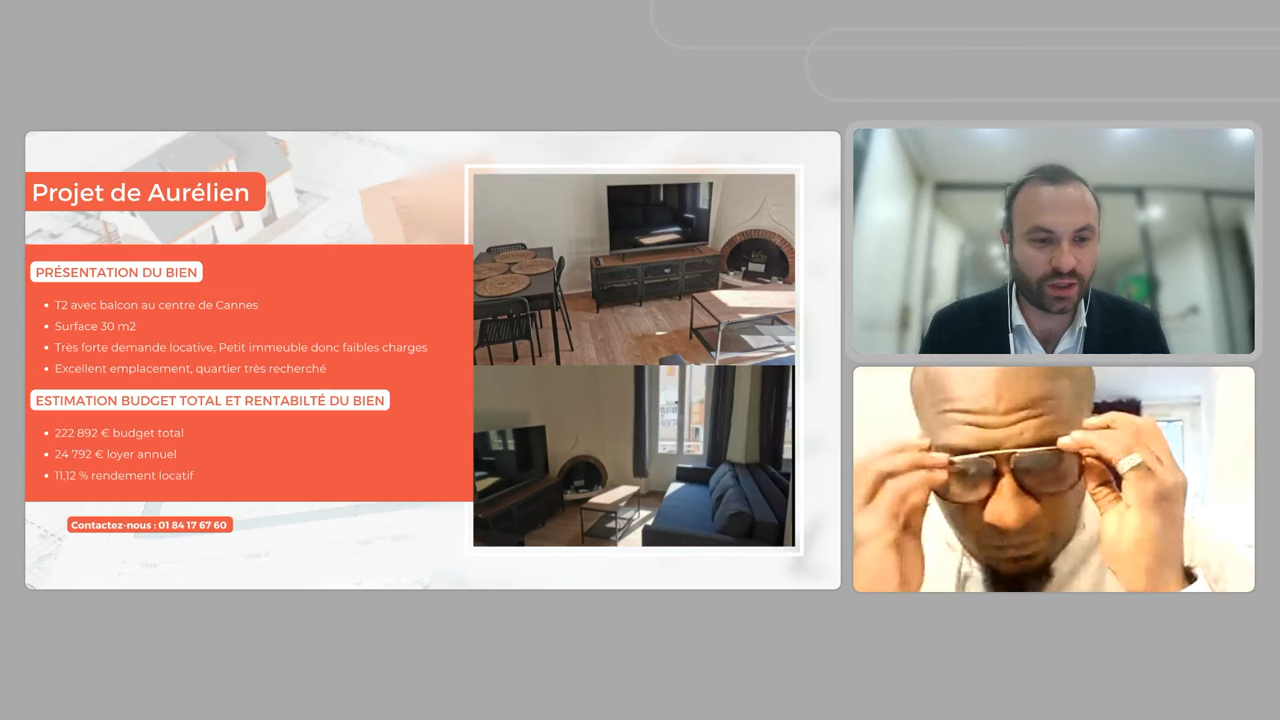 Projet de Aurélien
PRÉSENTATION DU BIEN
• T2 avec balcon au centre de Cannes
• Surface 30 m2
• Très forte demande locative, Petit immeuble donc faibles charges
• Excellent emplacement, quartier très recherché
ESTIMATION BUDGET TOTAL ET RENTABILTÉ DU BIEN
• 222 892 € budget total
• 24 792 € loyer annuel
• 11,12 % rendement locatif
Contactez-nous : 01 84 17 67 60